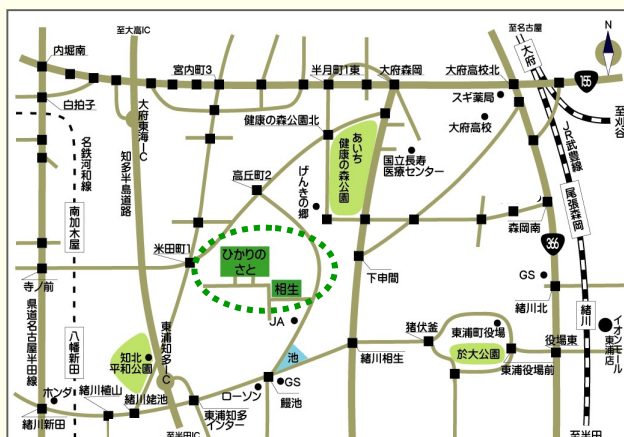 至大高IC
至名古屋
N
内堀南
宮内町3
半月町1東
大府森岡
大府高校北
大府
155
至刈谷
白拍子
大府東海IC
スギ薬局
大府高校
健康の森公園北
あいち
健康の森公園
国立長寿
医療センター
JR武豊線
名鉄河和線
知多半島道路
高丘町2
げんきの郷
尾張森岡
南加木屋
森岡南
366
米田町1
ひかりの
さと
相生
下申間
GS
寺ノ前
緒川北
県道名古屋半田線
JA
猪伏釜
東浦町役場
緒川
イオンモール
東浦店
八幡新田
東浦知多IC
池
知北
平和公園
緒川相生
於大公園
役場東
東浦役場前
ホンダ
緒川植山
緒川姥池
ローソン
GS
鰻池
緒川新田
東浦知多
インター
至半田IC
至半田